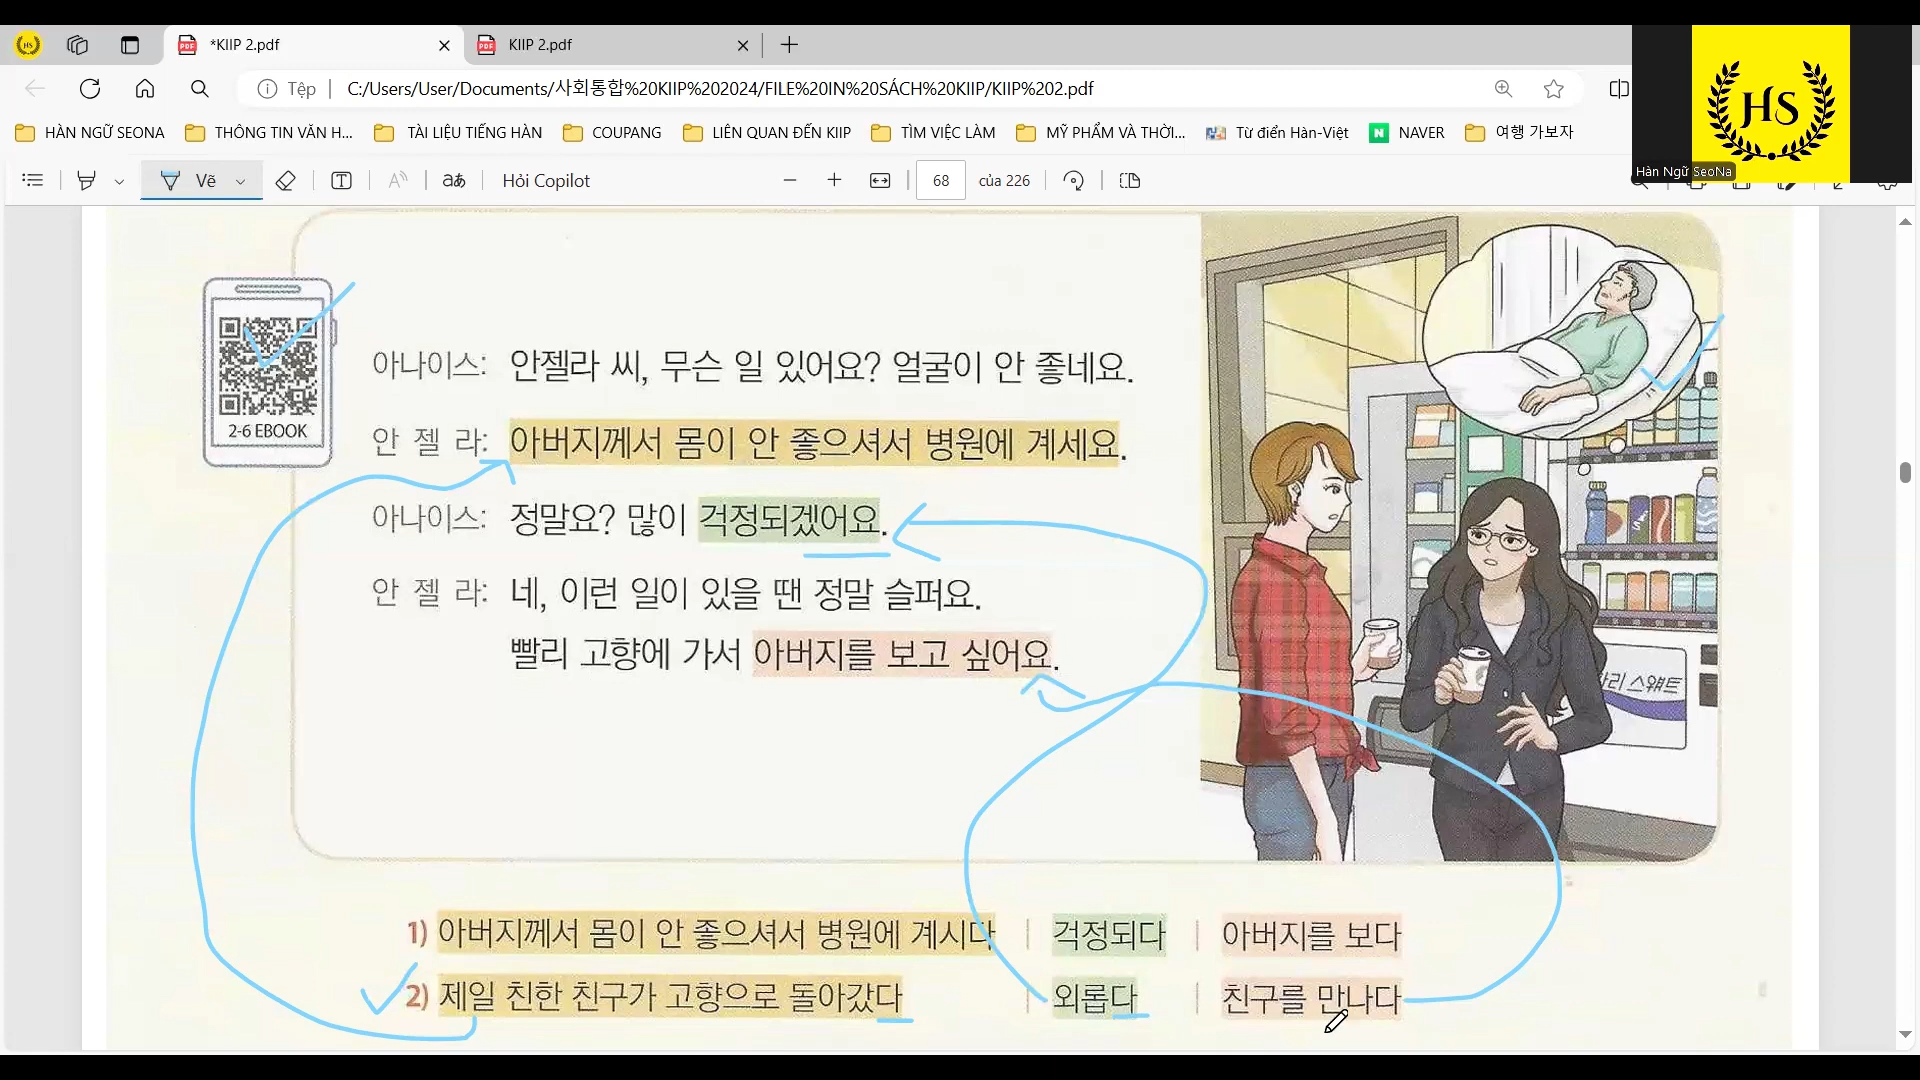 *KIIP 2.pdf
KIIP 2.pdf
Tệp
C:/Users/User/Documents/사회통합%20KIIP%202024/FILE%20IN%20SÁCH%20KIIP/KIIP%202.pdf
HÀN NGỮ SEONA
THÔNG TIN VĂN H...
TÀI LIỆU TIẾNG HÀN
COUPANG
LIÊN QUAN ĐẾN KIIP
TÌM VIỆC LÀM
MỸ PHẨM VÀ THỜI...
Từ điển Hàn-Việt
NAVER
여행 가보자
HS
Hàn Ngữ SeoNa
Vẽ
Hỏi Copilot
68
của 226
2-6 EBOOK
아나이스: 안젤라 씨, 무슨 일 있어요? 얼굴이 안 좋네요.
안 젤 라: 아버지께서 몸이 안 좋으셔서 병원에 계세요.
아나이스: 정말요? 많이 걱정되겠어요.
안 젤 라: 네, 이런 일이 있을 땐 정말 슬퍼요.
빨리 고향에 가서 아버지를 보고 싶어요.
1) 아버지께서 몸이 안 좋으셔서 병원에 계시다 | 걱정되다 | 아버지를 보다
2) 제일 친한 친구가 고향으로 돌아갔다 | 외롭다 | 친구를 만나다